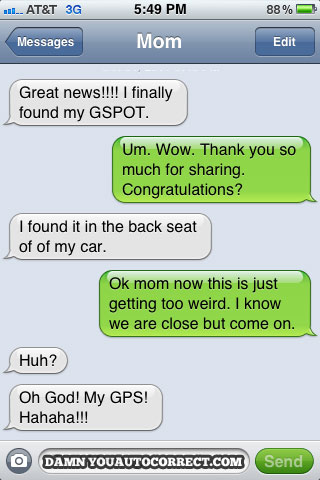 AT&T 3G 5:49 PM 88%
Messages Mom Edit
Great news!!!! I finally
found my GSPOT.
Um. Wow. Thank you so
much for sharing.
Congratulations?
I found it in the back seat
of of my car.
Ok mom now this is just
getting too weird. I know
we are close but come on.
Huh?
Oh God! My GPS!
Hahaha!!!
DAMNYOUAUTOCORRECT.COM Send